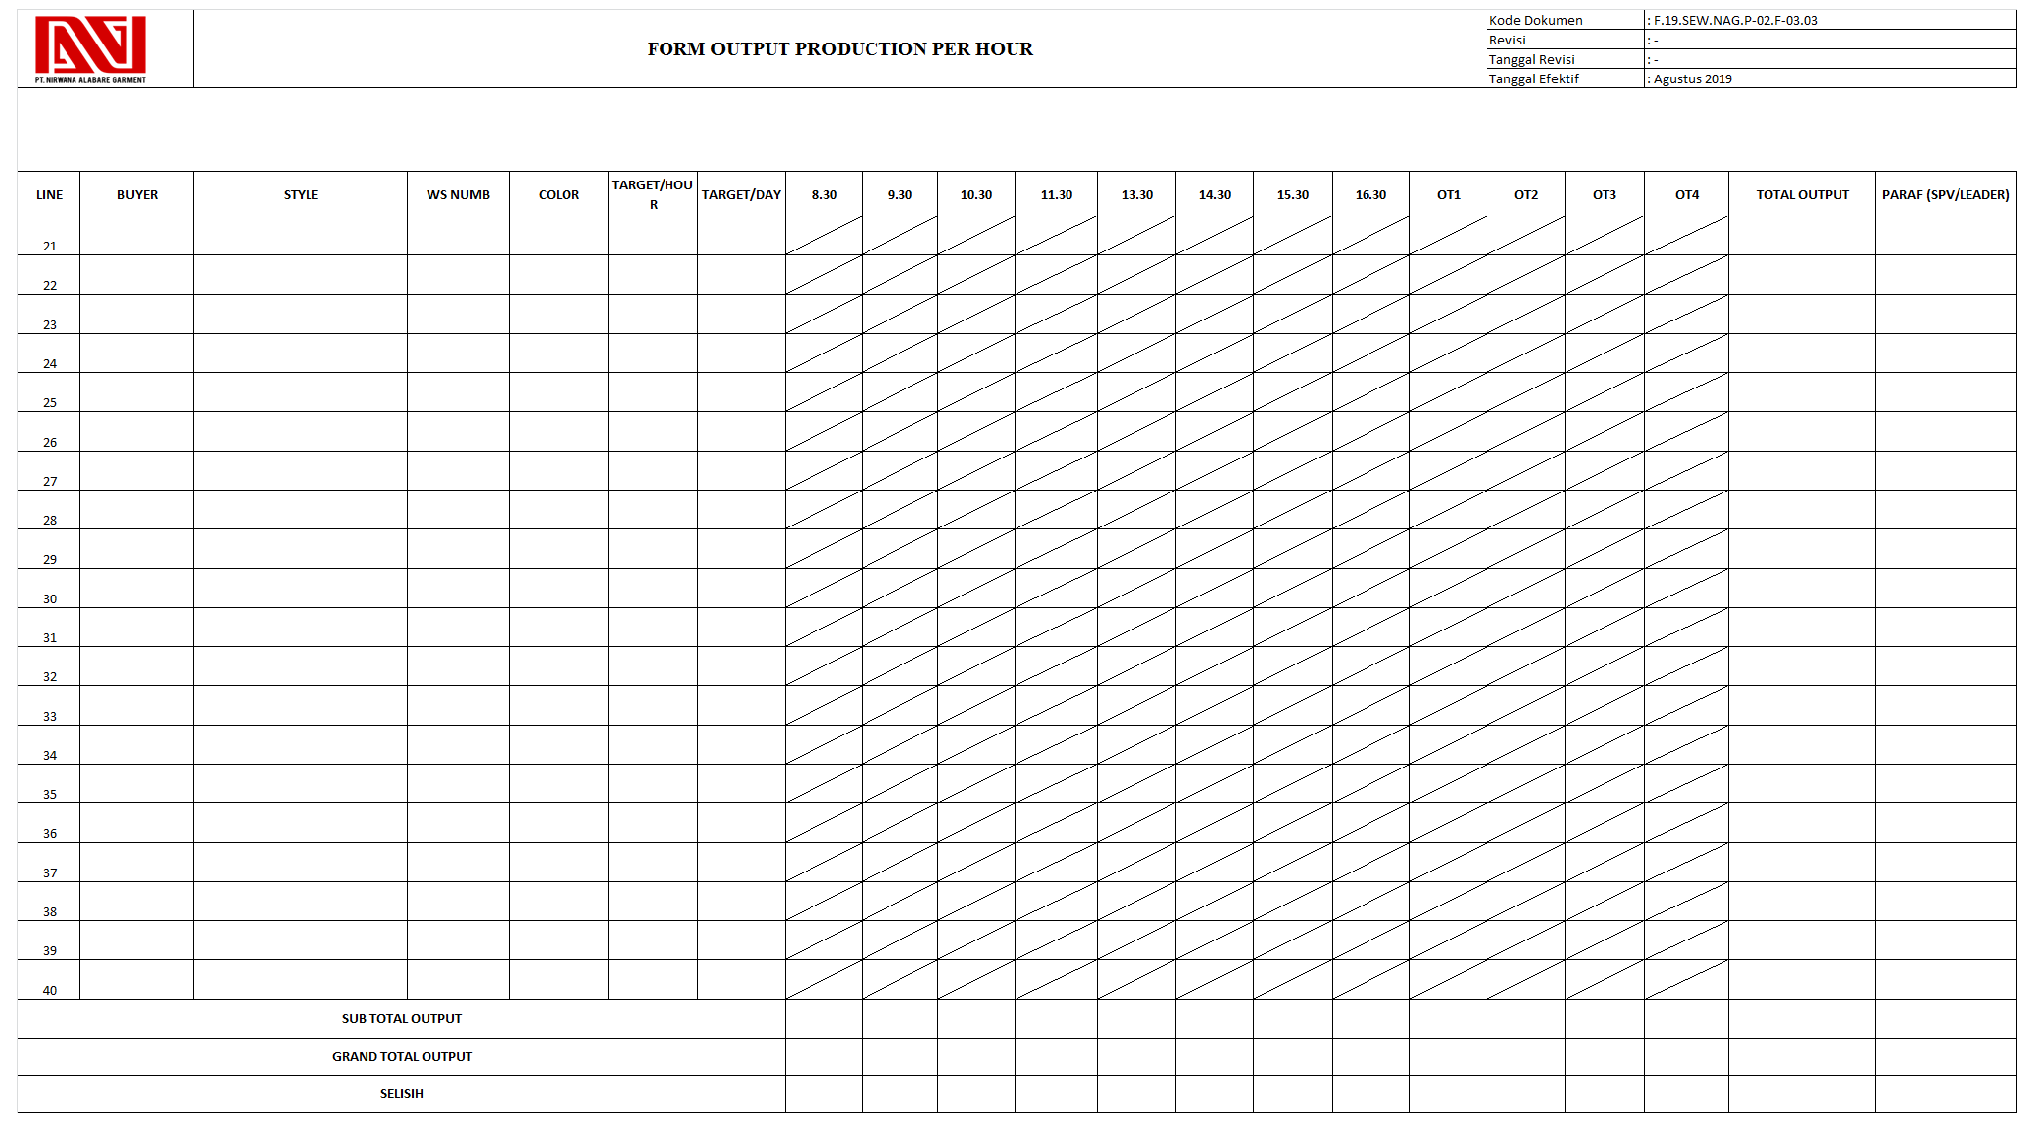 PT. NIRWANA ALABARE GARMENT
FORM OUTPUT PRODUCTION PER HOUR
Kode Dokumen : F.19.SEW.NAG.P-02.F-03.03
Revisi : -
Tanggal Revisi : -
Tanggal Efektif : Agustus 2019
LINE BUYER STYLE WS NUMB COLOR TARGET/HOUR TARGET/DAY 8.30 9.30 10.30 11.30 13.30 14.30 15.30 16.30 OT1 OT2 OT3 OT4 TOTAL OUTPUT PARAF (SPV/LEADER)
21
22
23
24
25
26
27
28
29
30
31
32
33
34
35
36
37
38
39
40
SUB TOTAL OUTPUT
GRAND TOTAL OUTPUT
SELISIH